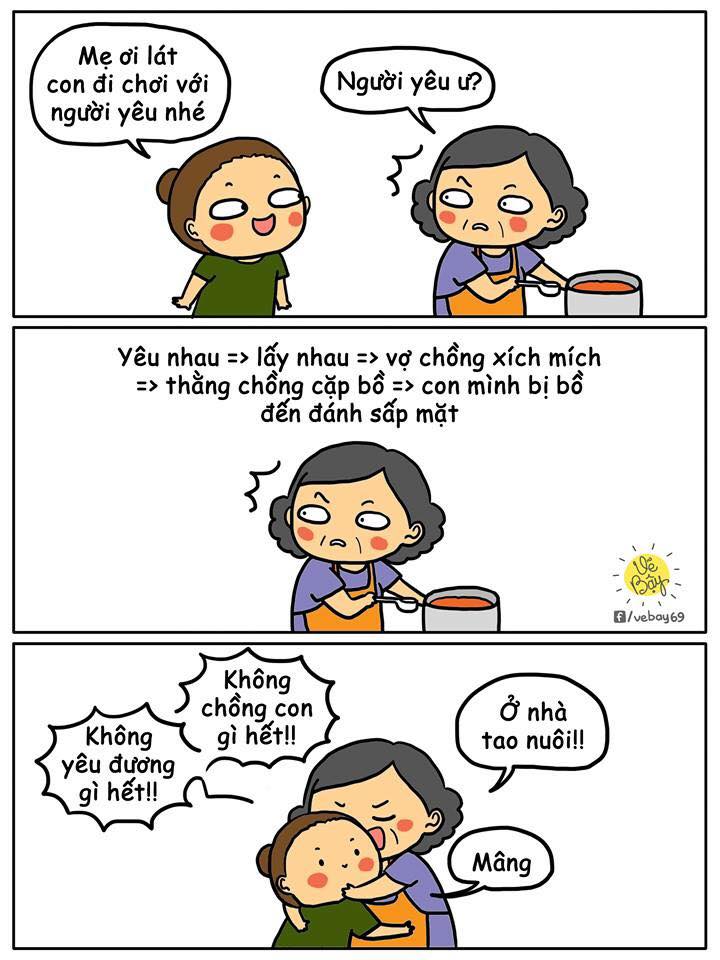 Mẹ ơi lát
con đi chơi với
người yêu nhé
Người yêu ư?
Yêu nhau => lấy nhau => vợ chồng xích mích
=> thằng chồng cặp bồ => con mình bị bồ
đến đánh sấp mặt
Vẽ
Bậy
f/vebay69
Không
chồng con
gì hết!!
Không
yêu đương
gì hết!!
Ở nhà
tao nuôi!!
Mâng